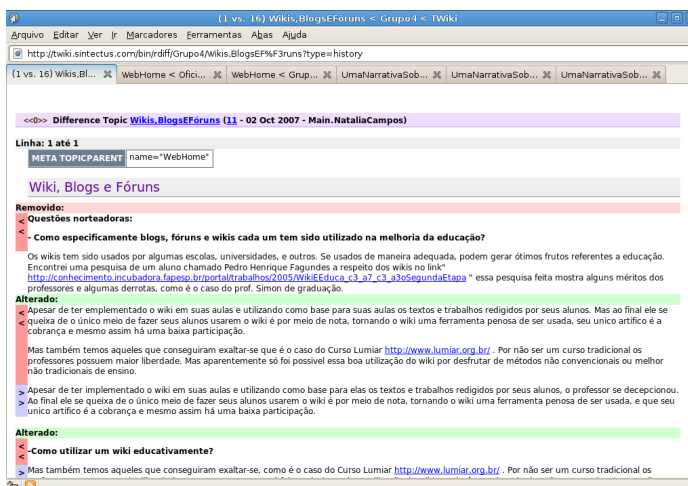 (1 vs. 16) Wikis,BlogsEFóruns < Grupo4 < TWiki
Arquivo Editar Ver Ir Marcadores Ferramentas Abas Ajuda
http://twiki.sintectus.com/bin/rdiff/Grupo4/Wikis,BlogsEF%F3runs?type=history
(1 vs. 16) Wikis,Bl... WebHome < Ofici... WebHome < Grup... UmaNarrativaSob... UmaNarrativaSob... UmaNarrativaSob...
<<O>> Difference Topic Wikis,BlogsEFóruns (11 - 02 Oct 2007 - Main.NataliaCampos)
Linha: 1 até 1
META TOPICPARENT name="WebHome"
Wiki, Blogs e Fóruns
Removido:
< Questões norteadoras:
<
- Como especificamente blogs, fóruns e wikis cada um tem sido utilizado na melhoria da educação?
Os wikis tem sido usados por algumas escolas, universidades, e outros. Se usados de maneira adequada, podem gerar ótimos frutos referentes a educação.
Encontrei uma pesquisa de um aluno chamado Pedro Henrique Fagundes a respeito dos wikis no link"
http://conhecimento.incubadora.fapesp.br/portal/trabalhos/2005/WikiEEduca_c3_a7_c3_a3oSegundaEtapa " essa pesquisa feita mostra alguns méritos dos
professores e algumas derrotas, como é o caso do prof. Simon de graduação.
Alterado:
< Apesar de ter emplementado o wiki em suas aulas e utilizando como base para suas aulas os textos e trabalhos redigidos por seus alunos. Mas ao final ele se
< queixa de o único meio de fazer seus alunos usarem o wiki é por meio de nota, tornando o wiki uma ferramenta penosa de ser usada, seu unico artifico é a
cobrança e mesmo assim há uma baixa participação.
Mas também temos aqueles que conseguiram exaltar-se que é o caso do Curso Lumiar http://www.lumiar.org.br/ . Por não ser um curso tradicional os
professores possuem maior liberdade. Mas aparentemente só foi possivel essa boa utilização do wiki por desfrutar de métodos não convencionais ou melhor
não tradicionais de ensino.
> Apesar de ter implementado o wiki em suas aulas e utilizando como base para elas os textos e trabalhos redigidos por seus alunos, o professor se decepcionou.
> Ao final ele se queixa de o único meio de fazer seus alunos usarem o wiki é por meio de nota, tornando o wiki uma ferramenta penosa de ser usada, e que seu
unico artifico é a cobrança e mesmo assim há uma baixa participação.
Alterado:
<
< -Como utilizar um wiki educativamente?
> Mas também temos aqueles que conseguiram exaltar-se, como é o caso do Curso Lumiar http://www.lumiar.org.br/ . Por não ser um curso tradicional os